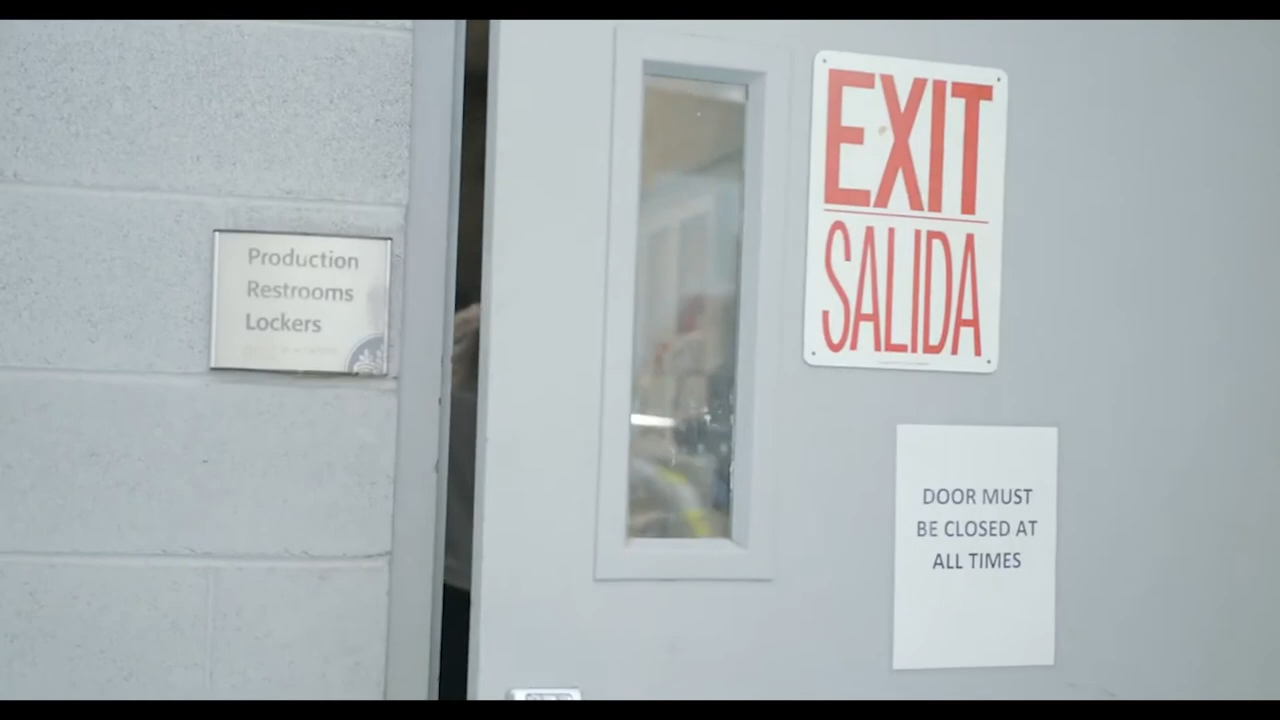 Production
Restrooms
Lockers
EXIT
SALIDA
DOOR MUST
BE CLOSED AT
ALL TIMES